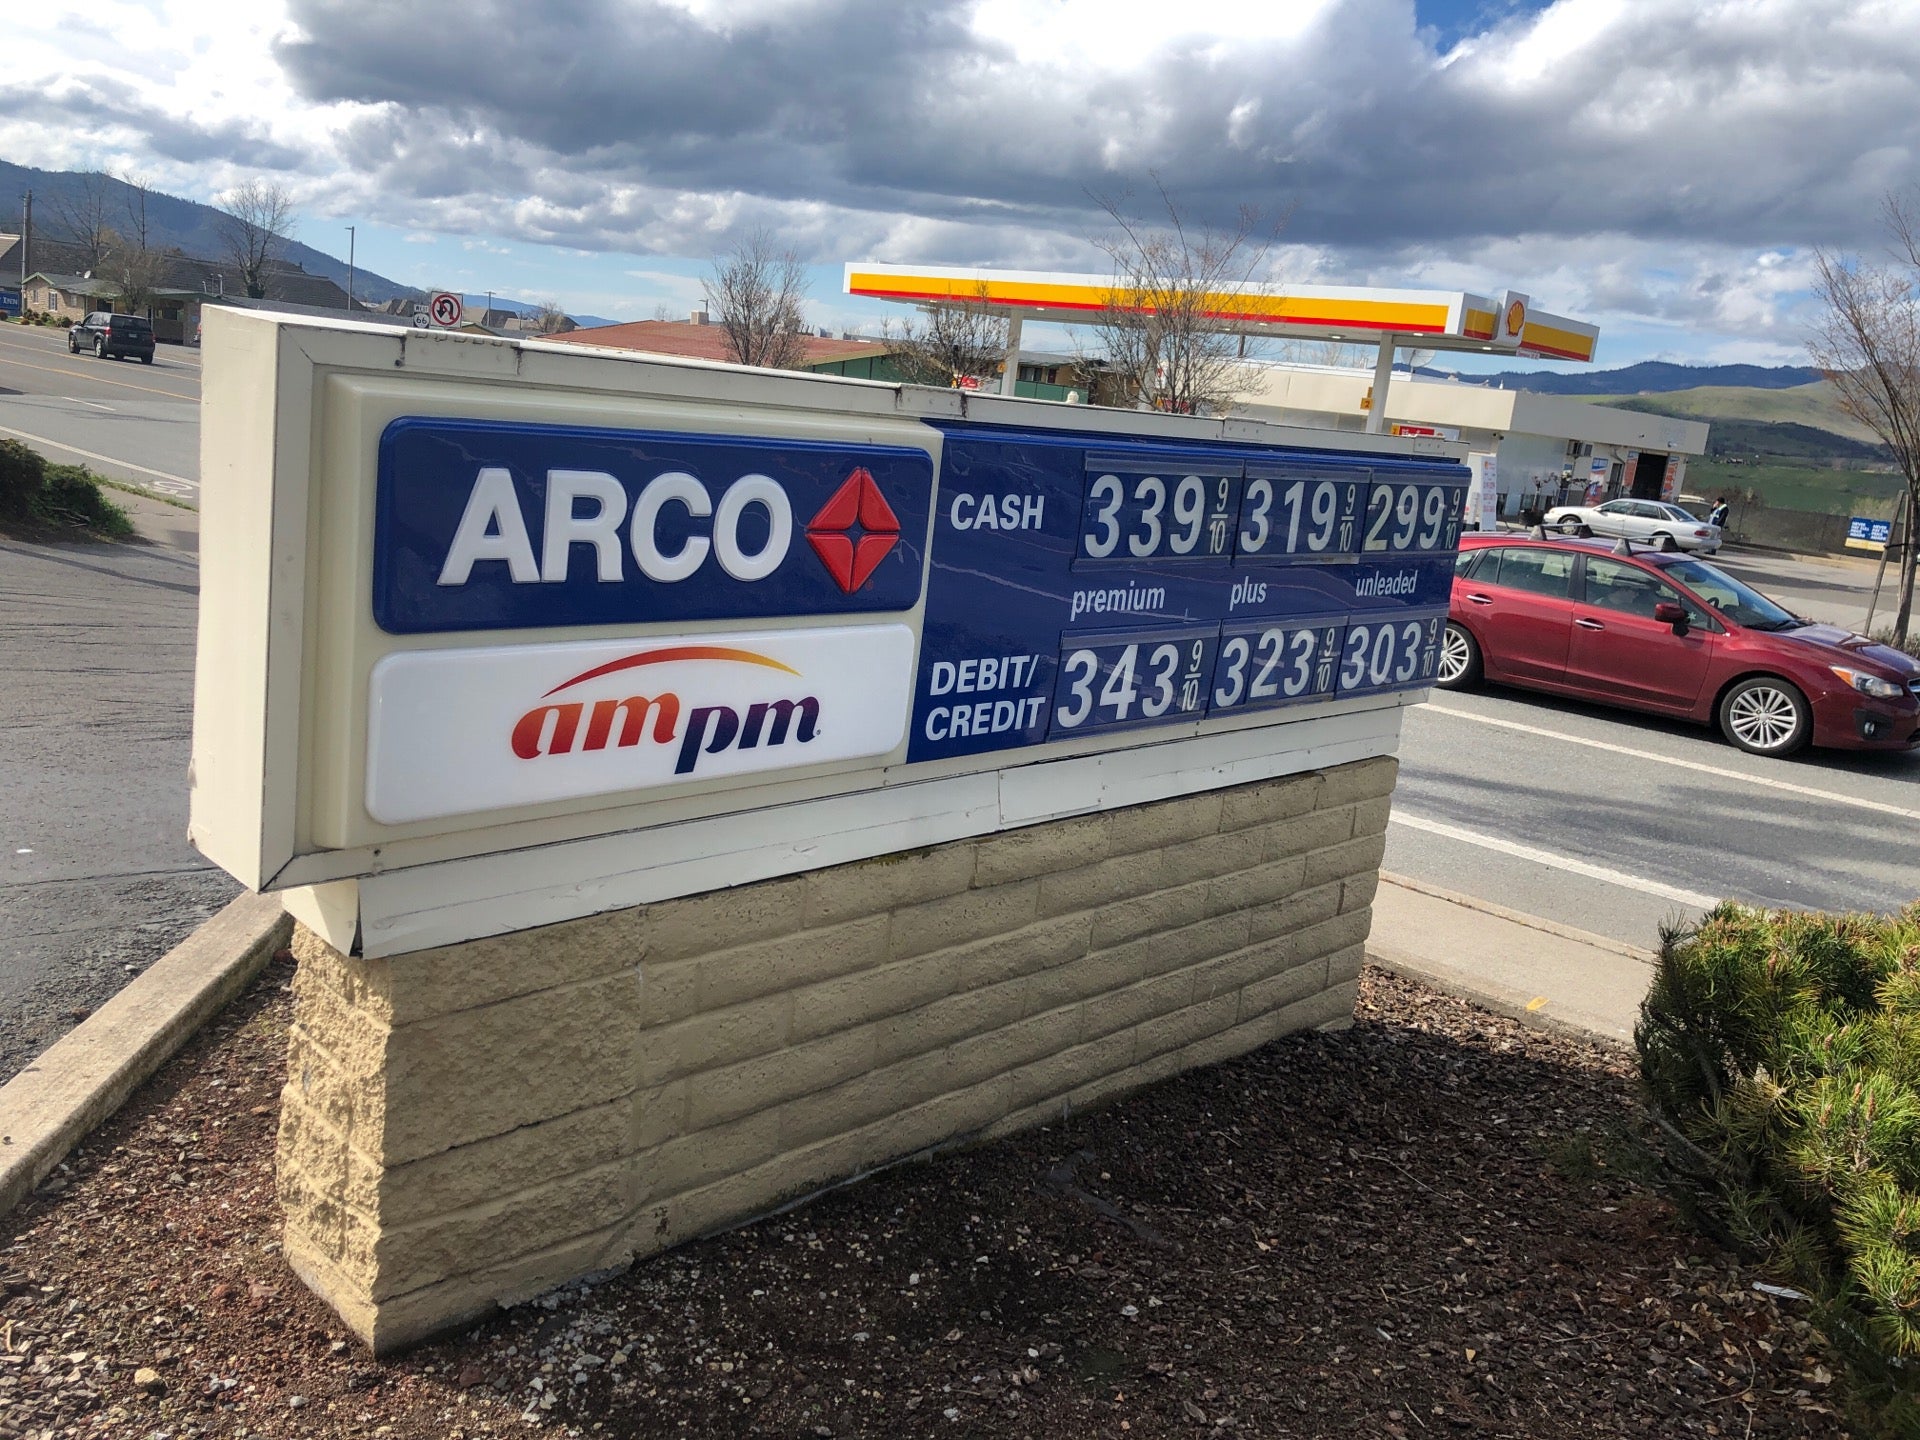 ARCO
ampm
CASH 339 9/10 319 9/10 299 9/10
premium plus unleaded
DEBIT/
CREDIT 343 9/10 323 9/10 303 9/10
66